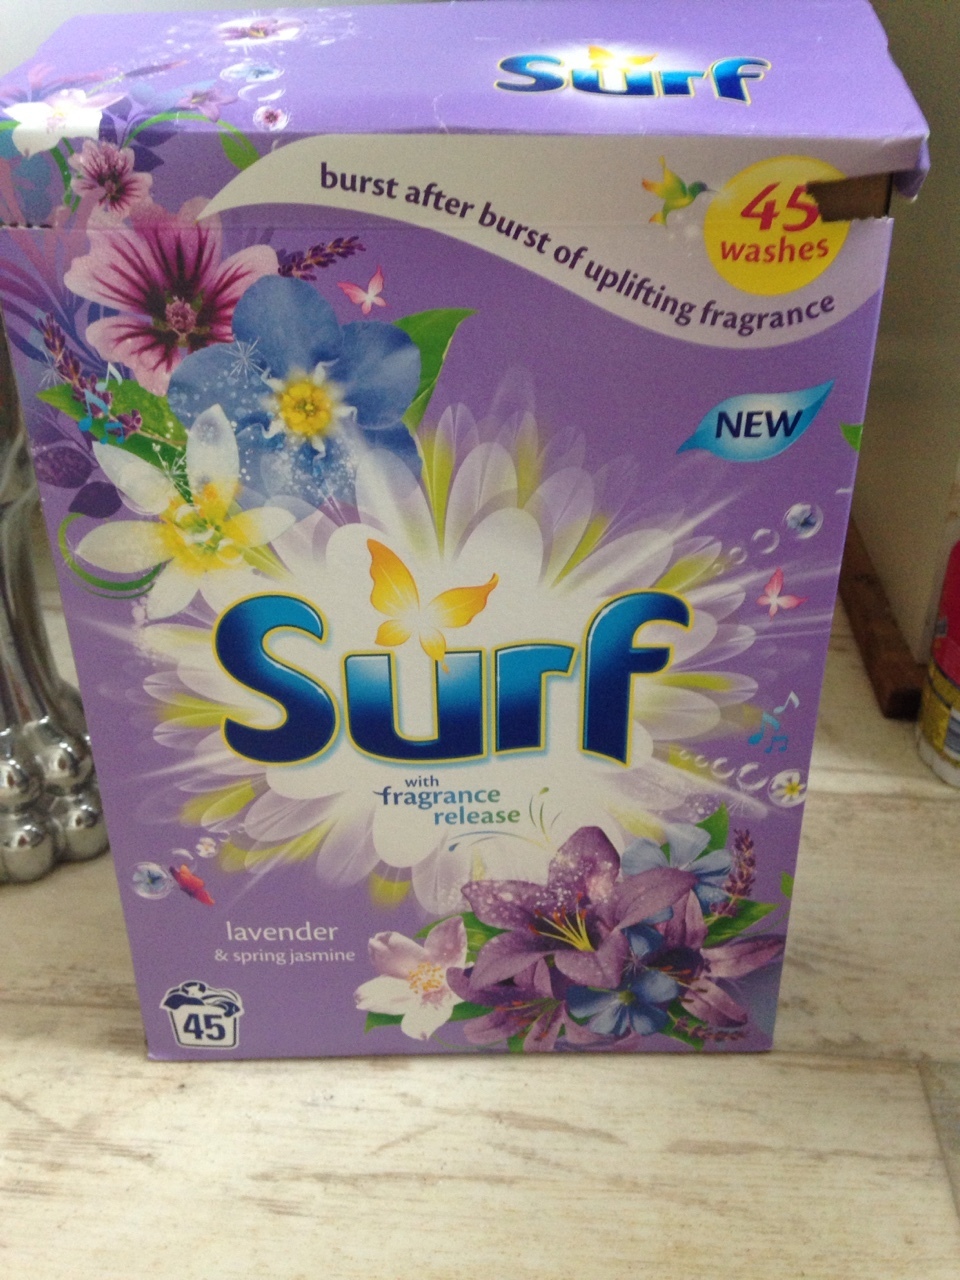 Surf
burst after burst of uplifting fragrance
45
washes
NEW
Surf
with
fragrance
release
lavender
& spring jasmine
45